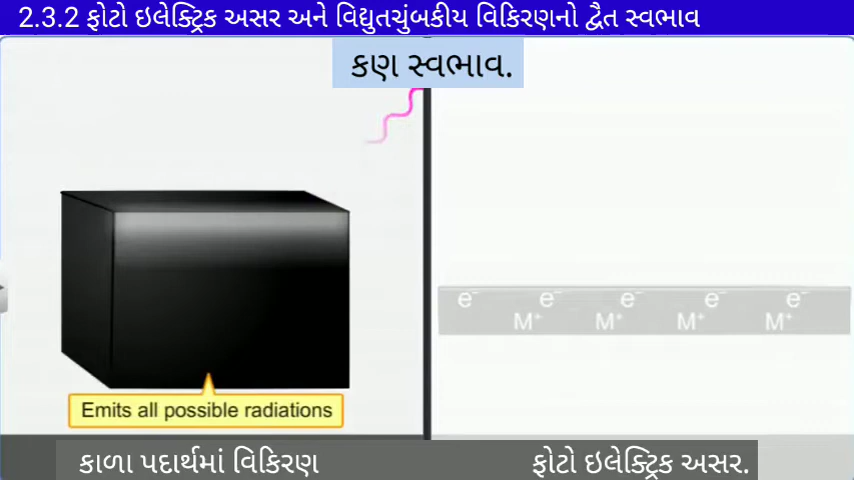 2.3.2 ફોટો ઇલેક્ટ્રિક અસર અને વિદ્યુતચુંબકીય વિકિરણનો દ્વૈત સ્વભાવ
કણ સ્વભાવ.
e⁻ e⁻ e⁻ e⁻ e⁻
M⁺ M⁺ M⁺ M⁺
Emits all possible radiations
કાળા પદાર્થમાં વિકિરણ
ફોટો ઇલેક્ટ્રિક અસર.